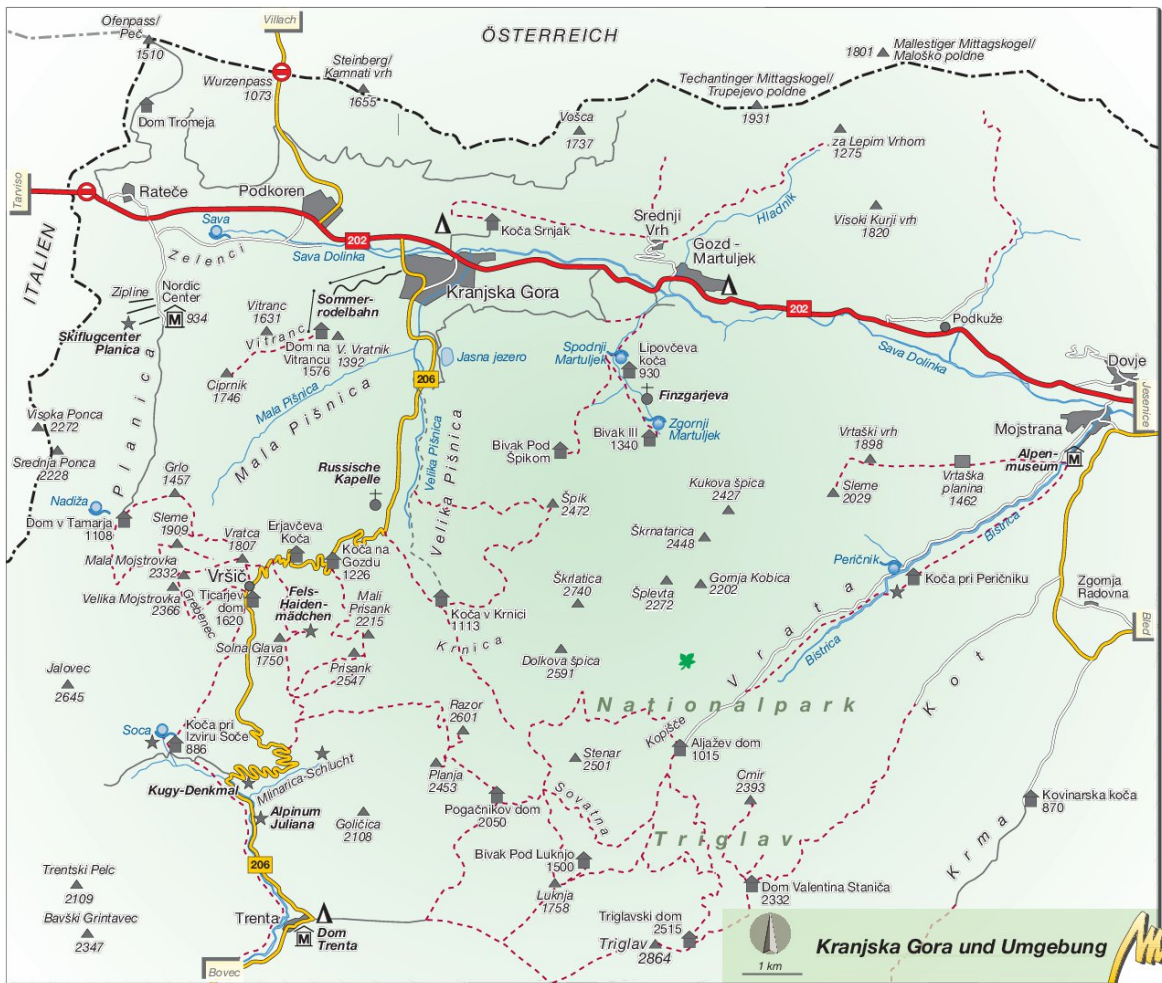 Ofenpass/
Peč
1510
Villach
ÖSTERREICH
Wurzenpass
1073
Steinberg/
Kamnati vrh
1655
Mallestiger Mittagskogel/
Maloško poldne
1801
Techantinger Mittagskogel/
Trupejevo poldne
1931
Vošca
1737
Dom Tromeja
za Lepim Vrhom
1275
Tarviso
Rateče
Podkoren
Sava
Zelenci
202
Sava Dolinka
Koča Srnjak
Srednji
Vrh
Gozd -
Martuljek
Hladnik
Visoki Kurji vrh
1820
ITALIEN
Zipline
Nordic
Center
934
Skiflugcenter
Planica
Vitranc
1631
Sommer-
rodelbahn
Kranjska Gora
202
Podkuže
Sava Dolinka
Dovje
Jesenice
Vitranc
Dom na
Vitrancu
1576
V. Vratnik
1392
Jasna jezero
206
Ciprnik
1746
Mala Pišnica
Mala Pišnica
Spodnji
Martuljek
Lipovčeva
koča
930
Finzgarjeva
Zgornji
Martuljek
Bivak III
1340
Bivak Pod
Špikom
Mojstrana
Alpen-
museum
Vrtaški vrh
1898
Vrtaška
planina
1462
Sleme
2029
Visoka Ponca
2272
Srednja Ponca
2228
Planica
Nadiža
Grlo
1457
Dom v Tamarja
1108
Sleme
1909
Vratca
1807
Russische
Kapelle
Velika Pišnica
Velika Pišnica
Erjavčeva
Koča
Koča na
Gozdu
1226
Špik
2472
Kukova špica
2427
Škrnatarica
2448
Bistrica
Peričnik
Koča pri Peričniku
Mala Mojstrovka
2332
Velika Mojstrovka
2366
Grebenec
Vršič
Ticarjev
dom
1620
Fels-
Haiden-
mädchen
Mali
Prisank
2215
Solna Glava
1750
Prisank
2547
Koča v Krnici
1113
Krnica
Škrlatica
2740
Šplevta
2272
Gornja Kobica
2202
Zgornja
Radovna
Bled
Dolkova špica
2591
Vrata
Bistrica
Kot
Jalovec
2645
Nationalpark
Soca
Koča pri
Izviru Soče
886
Razor
2601
Kopišče
Aljažev dom
1015
Stenar
2501
Planja
2453
Cmir
2393
Kugy-Denkmal
Mlinarica-Schlucht
Alpinum
Juliana
Goličica
2108
Pogačnikov dom
2050
Sovatna
Kovinarska koča
870
Krma
Triglav
Bivak Pod Luknjo
1500
Luknja
1758
Dom Valentina Staniča
2332
206
Trentski Pelc
2109
Bavški Grintavec
2347
Trenta
Dom
Trenta
Triglavski dom
2515
Triglav
2864
Bovec
1 km
Kranjska Gora und Umgebung